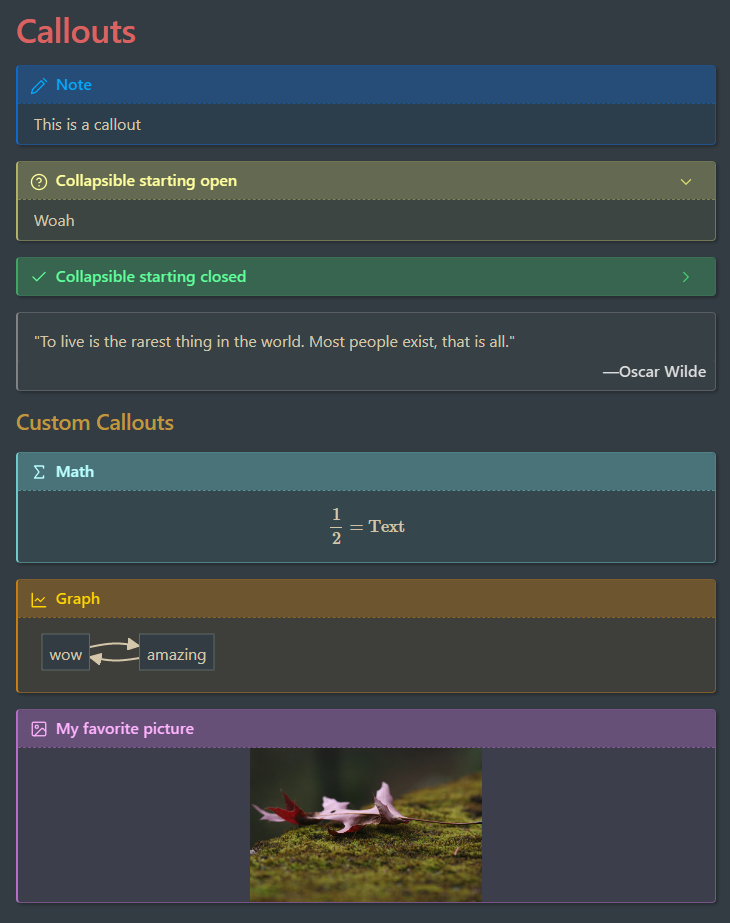 Callouts
Note
This is a callout
Collapsible starting open
Woah
Collapsible starting closed
"To live is the rarest thing in the world. Most people exist, that is all."
—Oscar Wilde
Custom Callouts
Math
1
2 = Text
Graph
wow amazing
My favorite picture